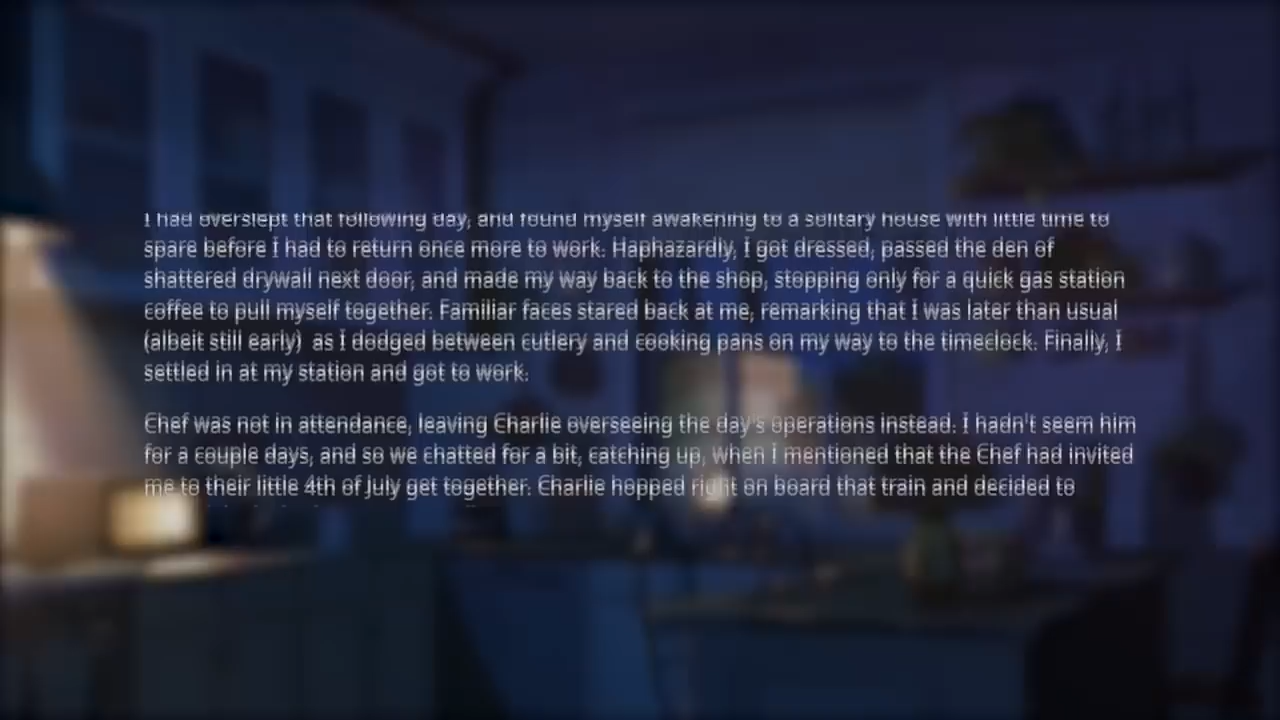 I had overslept that following day, and found myself awakening to a solitary house with little time to
spare before I had to return once more to work. Haphazardly, I got dressed, passed the den of
shattered drywall next door, and made my way back to the shop, stopping only for a quick gas station
coffee to pull myself together. Familiar faces stared back at me, remarking that I was later than usual
(albeit still early)  as I dodged between cutlery and cooking pans on my way to the timeclock. Finally, I
settled in at my station and got to work.
Chef was not in attendance, leaving Charlie overseeing the day's operations instead. I hadn't seem him
for a couple days, and so we chatted for a bit, catching up, when I mentioned that the Chef had invited
me to their little 4th of July get together. Charlie hopped right on board that train and decided to